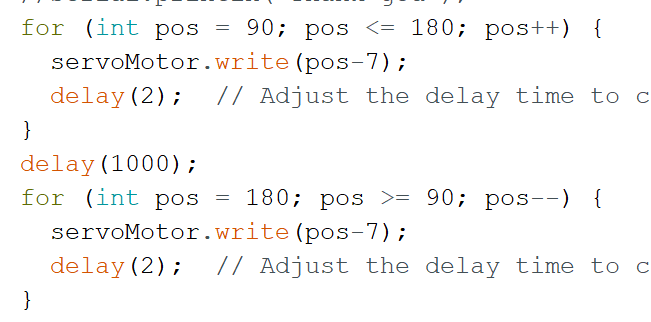 for (int pos = 90; pos <= 180; pos++) {
servoMotor.write(pos-7);
delay(2);  // Adjust the delay time to c
}
delay(1000);
for (int pos = 180; pos >= 90; pos--) {
servoMotor.write(pos-7);
delay(2);  // Adjust the delay time to c
}